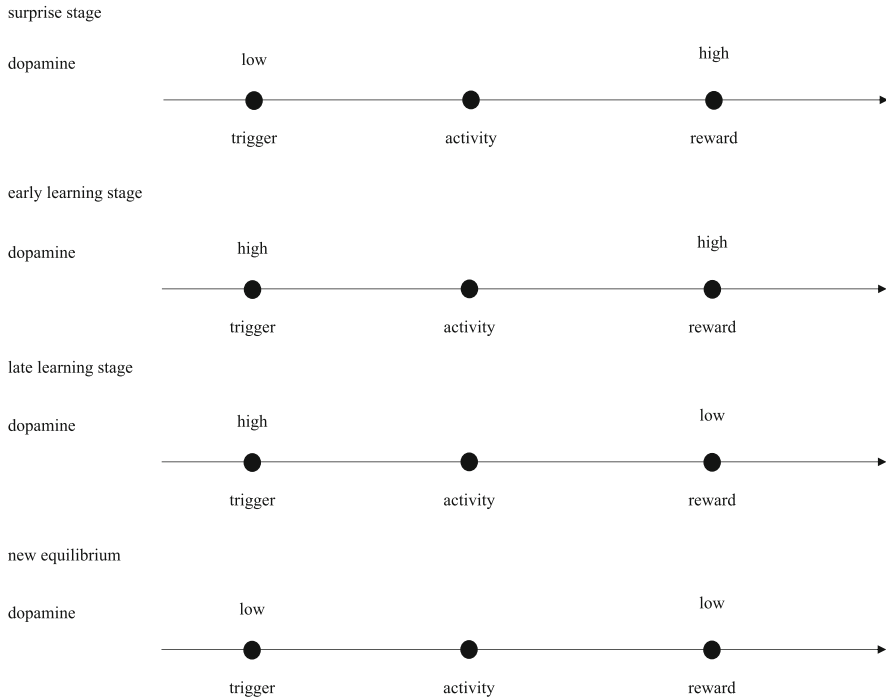 surprise stage
dopamine low high
trigger activity reward
early learning stage
dopamine high high
trigger activity reward
late learning stage
dopamine high low
trigger activity reward
new equilibrium
dopamine low low
trigger activity reward